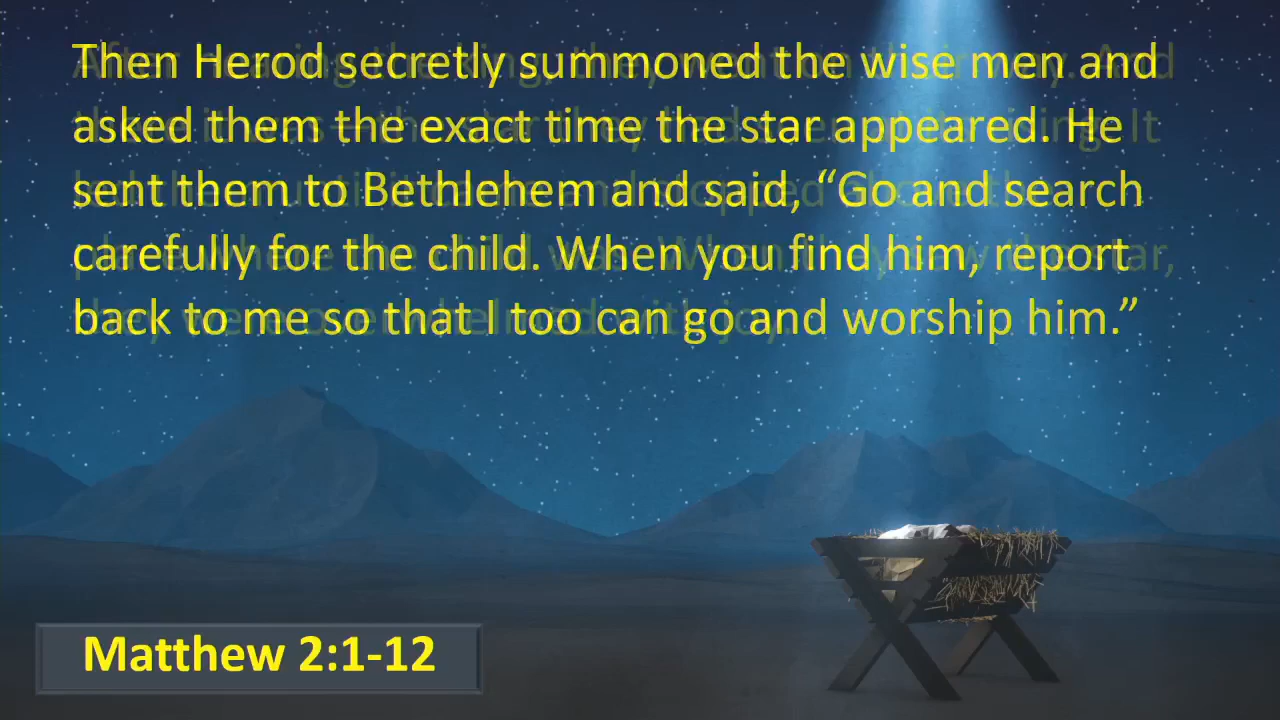 Then Herod secretly summoned the wise men and
asked them the exact time the star appeared. He
sent them to Bethlehem and said, “Go and search
carefully for the child. When you find him, report
back to me so that I too can go and worship him.”
Matthew 2:1-12